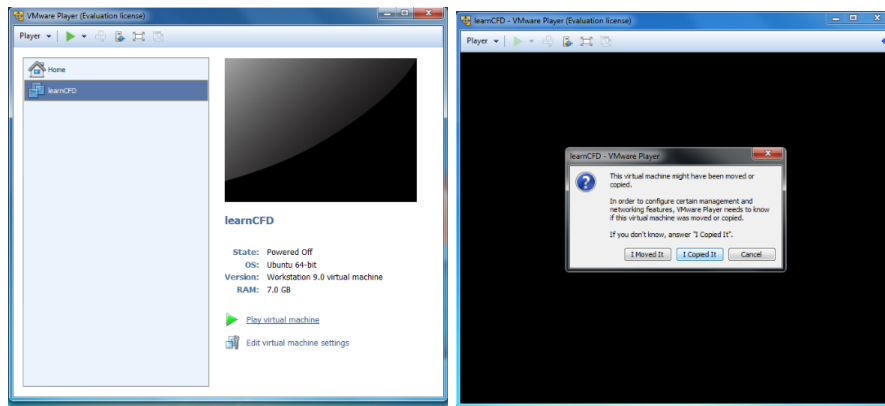 VMware Player (Evaluation license)
Player
Home
learnCFD
learnCFD
State: Powered Off
OS: Ubuntu 64-bit
Version: Workstation 9.0 virtual machine
RAM: 7.0 GB
Play virtual machine
Edit virtual machine settings
learnCFD - VMware Player (Evaluation license)
Player
learnCFD - VMware Player
This virtual machine might have been moved or
copied.
In order to configure certain management and
networking features, VMware Player needs to know
if this virtual machine was moved or copied.
If you don't know, answer "I Copied It".
I Moved It I Copied It Cancel